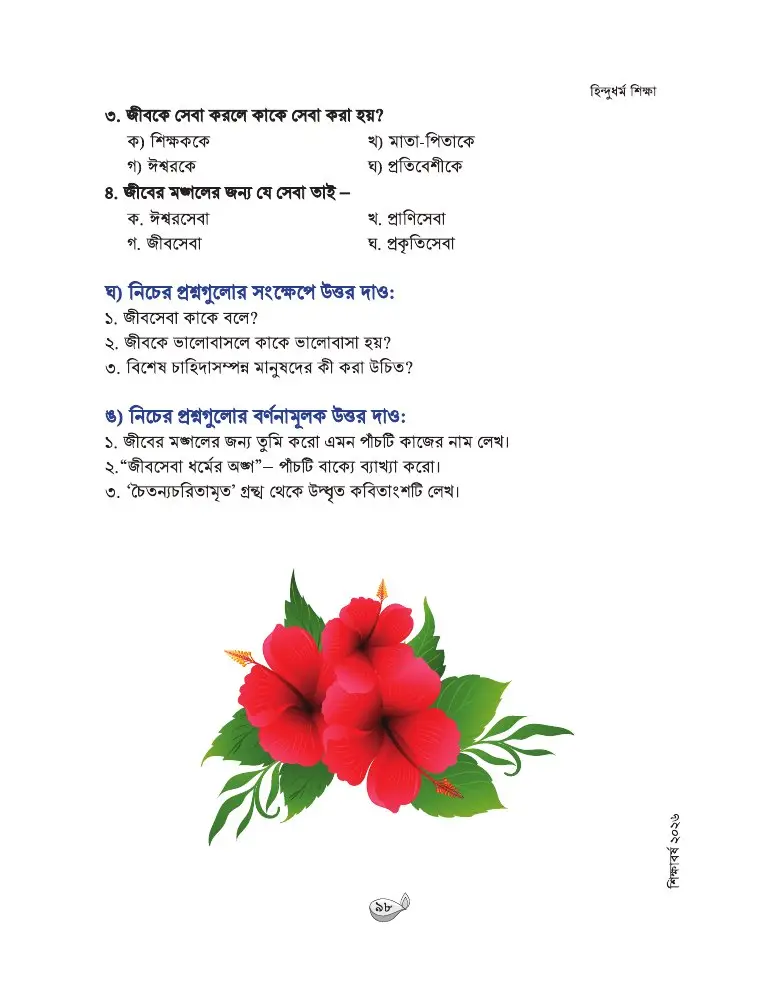 হিন্দুধর্ম শিক্ষা
৩. জীবকে সেবা করলে কাকে সেবা করা হয়?
ক) শিক্ষককে খ) মাতা-পিতাকে
গ) ঈশ্বরকে ঘ) প্রতিবেশীকে
৪. জীবের মঙ্গলের জন্য যে সেবা তাই –
ক. ঈশ্বরসেবা খ. প্রাণিসেবা
গ. জীবসেবা ঘ. প্রকৃতিসেবা
ঘ) নিচের প্রশ্নগুলোর সংক্ষেপে উত্তর দাও:
১. জীবসেবা কাকে বলে?
২. জীবকে ভালোবাসলে কাকে ভালোবাসা হয়?
৩. বিশেষ চাহিদাসম্পন্ন মানুষদের কী করা উচিত?
ঙ) নিচের প্রশ্নগুলোর বর্ণনামূলক উত্তর দাও:
১. জীবের মঙ্গলের জন্য তুমি করো এমন পাঁচটি কাজের নাম লেখ।
২.“জীবসেবা ধর্মের অঙ্গ”– পাঁচটি বাক্যে ব্যাখ্যা করো।
৩. ‘চৈতন্যচরিতামৃত’ গ্রন্থ থেকে উদ্ধৃত কবিতাংশটি লেখ।
শিক্ষাবর্ষ ২০২৬
৯৮